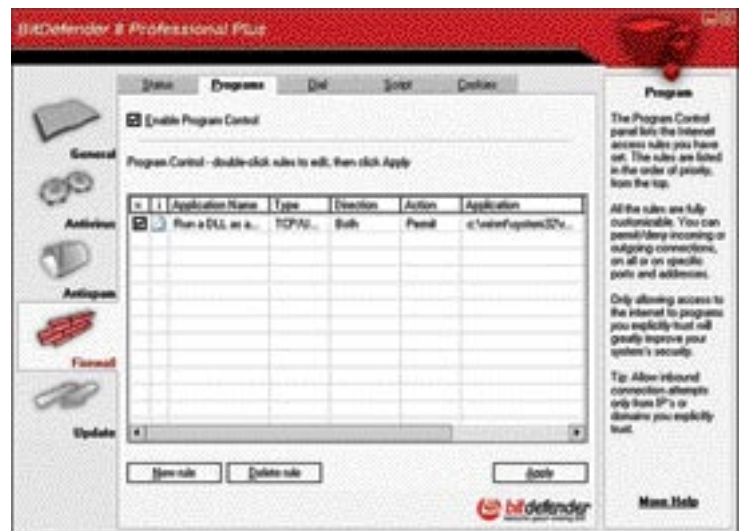 BitDefender 8 Professional Plus
Status Programs Dial Script Cookies
Enable Program Control
Program Control - double-click rules to edit, then click Apply
Application Name Type Direction Action Application
Run a DLL as a... TCP/U... Both Permit c:\winnt\system32\...
General
Antivirus
Antispam
Firewall
Update
New rule Delete rule Apply
bitdefender
Program
The Program Control
panel lists the Internet
access rules you have
set. The rules are listed
in the order of priority,
from the top.
All the rules are fully
customizable. You can
permit/deny incoming or
outgoing connections,
on all or on specific
ports and addresses.
Only allowing access to
the internet to programs
you explicitly trust will
greatly improve your
system's security.
Tip: Allow inbound
connection attempts
only from IP's or
domains you explicitly
trust.
More Help